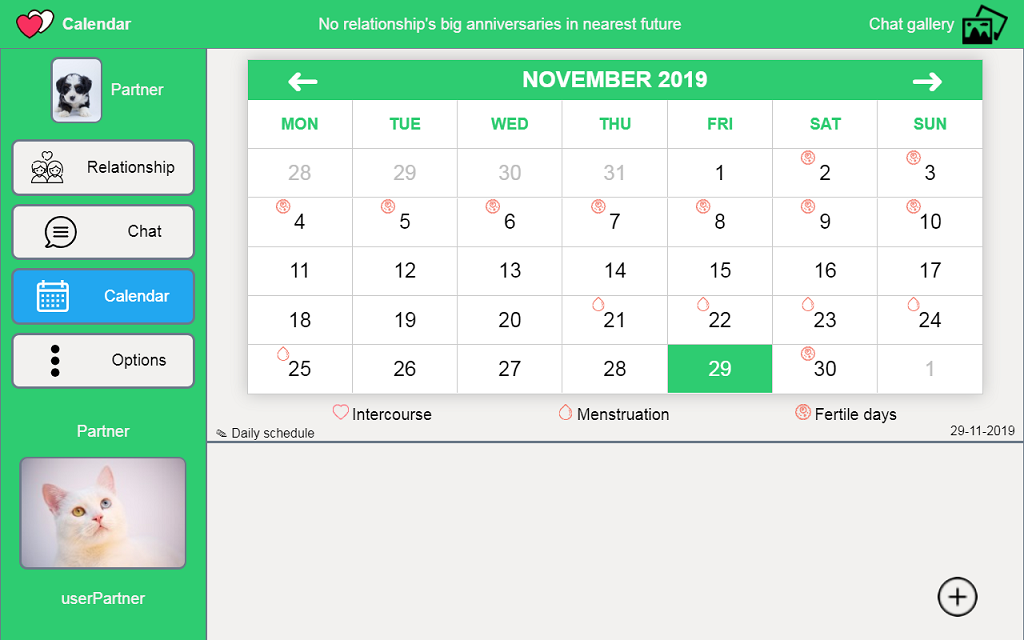 Calendar
No relationship's big anniversaries in nearest future
Chat gallery
Partner
Relationship
Chat
Calendar
Options
Partner
userPartner
NOVEMBER 2019
MON TUE WED THU FRI SAT SUN
28 29 30 31 1 2 3
4 5 6 7 8 9 10
11 12 13 14 15 16 17
18 19 20 21 22 23 24
25 26 27 28 29 30 1
Intercourse Menstruation Fertile days
Daily schedule 29-11-2019